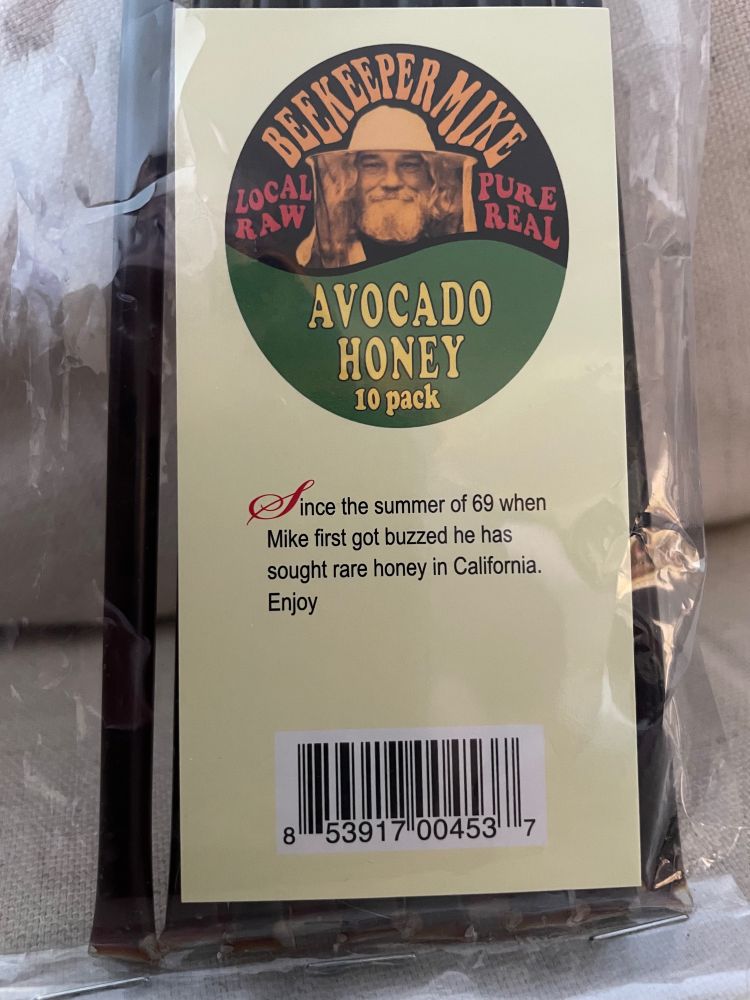 BEEKEEPER MIKE
LOCAL PURE
RAW REAL
AVOCADO
HONEY
10 pack
Since the summer of 69 when
Mike first got buzzed he has
sought rare honey in California.
Enjoy
8 53917 00453 7